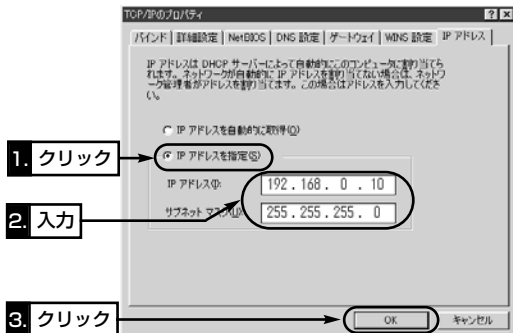 TCP/IPのプロパティ
バインド 詳細設定 NetBIOS DNS 設定 ゲートウェイ WINS 設定 IP アドレス
IP アドレスは DHCP サーバーによって自動的にこのコンピュータに割り当てら
れます。ネットワークが自動的に IP アドレスを割り当てない場合は、ネットワ
ーク管理者がアドレスを割り当てます。この場合はアドレスを入力してくださ
い。
IP アドレスを自動的に取得(O)
1. クリック
IP アドレスを指定(S)
IP アドレス(I):
192 . 168 . 0 . 10
2. 入力
サブネット マスク(U):
255 . 255 . 255 . 0
3. クリック
OK
キャンセル